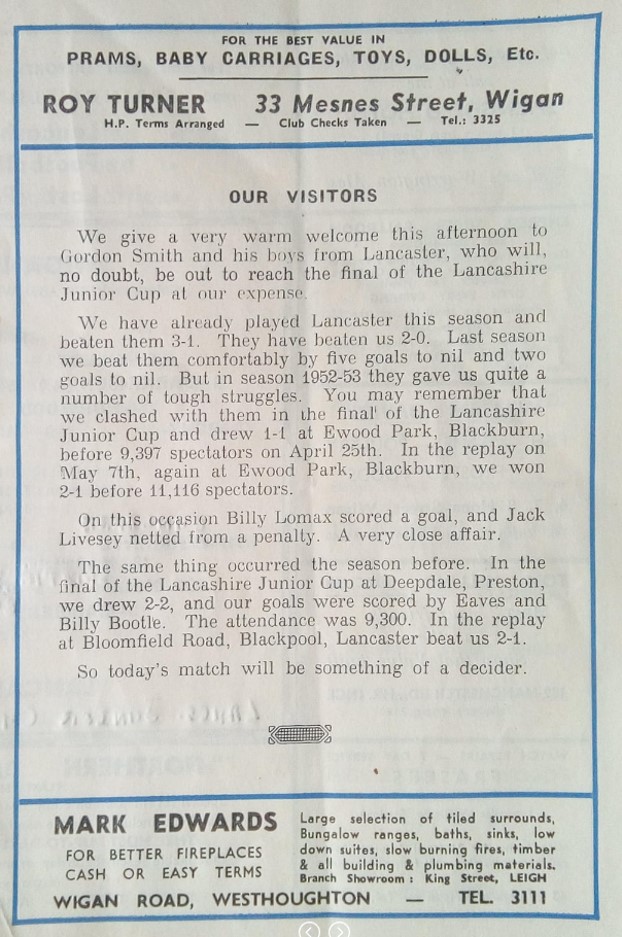 FOR THE BEST VALUE IN
PRAMS, BABY CARRIAGES, TOYS, DOLLS, Etc.
ROY TURNER 33 Mesnes Street, Wigan
H.P. Terms Arranged — Club Checks Taken — Tel.: 3325
OUR VISITORS
We give a very warm welcome this afternoon to
Gordon Smith and his boys from Lancaster, who will,
no doubt, be out to reach the final of the Lancashire
Junior Cup at our expense.
We have already played Lancaster this season and
beaten them 3-1. They have beaten us 2-0. Last season
we beat them comfortably by five goals to nil and two
goals to nil. But in season 1952-53 they gave us quite a
number of tough struggles. You may remember that
we clashed with them in the final of the Lancashire
Junior Cup and drew 1-1 at Ewood Park, Blackburn,
before 9,397 spectators on April 25th. In the replay on
May 7th, again at Ewood Park, Blackburn, we won
2-1 before 11,116 spectators.
On this occasion Billy Lomax scored a goal, and Jack
Livesey netted from a penalty. A very close affair.
The same thing occurred the season before. In the
final of the Lancashire Junior Cup at Deepdale, Preston,
we drew 2-2, and our goals were scored by Eaves and
Billy Bootle. The attendance was 9,300. In the replay
at Bloomfield Road, Blackpool, Lancaster beat us 2-1.
So today's match will be something of a decider.
MARK EDWARDS
FOR BETTER FIREPLACES
CASH OR EASY TERMS
Large selection of tiled surrounds,
Bungalow ranges, baths, sinks, low
down suites, slow burning fires, timber
& all building & plumbing materials.
Branch Showroom : King Street, LEIGH
WIGAN ROAD, WESTHOUGHTON — TEL. 3111